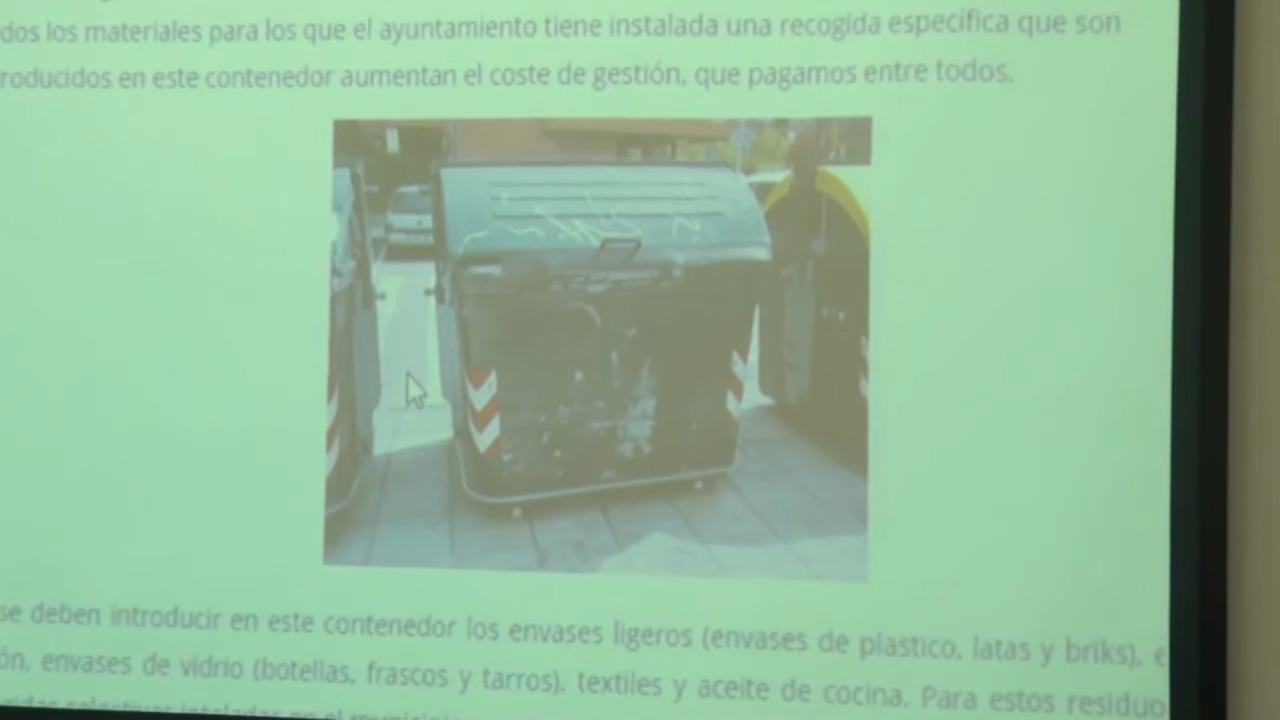 dos los materiales para los que el ayuntamiento tiene instalada una recogida específica que son
roducidos en este contenedor aumentan el coste de gestión, que pagamos entre todos.
se deben introducir en este contenedor los envases ligeros (envases de plastico, latas y briks), e
ón, envases de vidrio (botellas, frascos y tarros), textiles y aceite de cocina. Para estos residuo